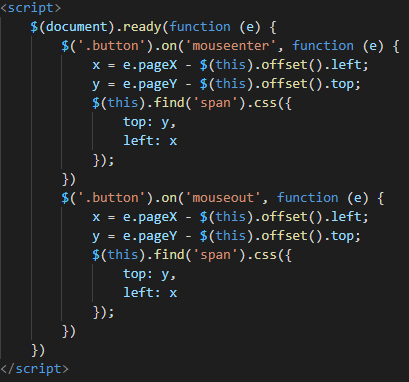 <script>
    $(document).ready(function (e) {
        $('.button').on('mouseenter', function (e) {
            x = e.pageX - $(this).offset().left;
            y = e.pageY - $(this).offset().top;
            $(this).find('span').css({
                top: y,
                left: x
            });
        })
        $('.button').on('mouseout', function (e) {
            x = e.pageX - $(this).offset().left;
            y = e.pageY - $(this).offset().top;
            $(this).find('span').css({
                top: y,
                left: x
            });
        })
    })
</script>